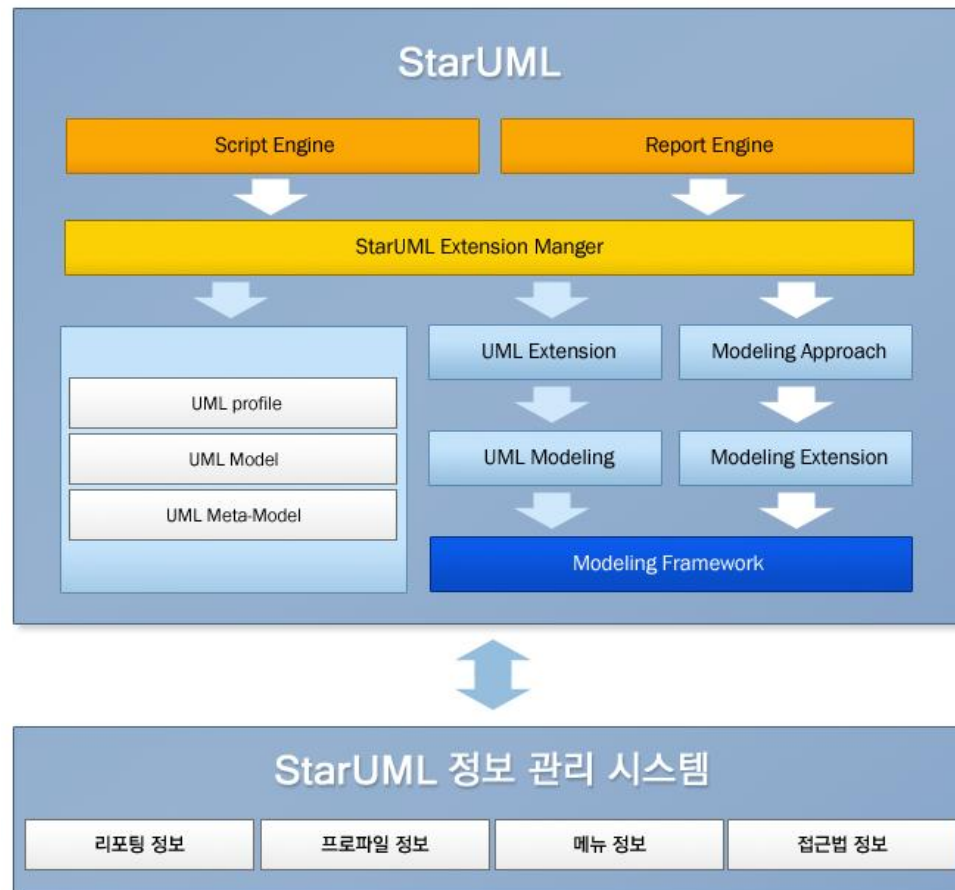 StarUML
Script Engine
Report Engine
StarUML Extension Manger
UML Extension
Modeling Approach
UML profile
UML Model
UML Meta-Model
UML Modeling
Modeling Extension
Modeling Framework
StarUML 정보 관리 시스템
리포팅 정보
프로파일 정보
메뉴 정보
접근법 정보